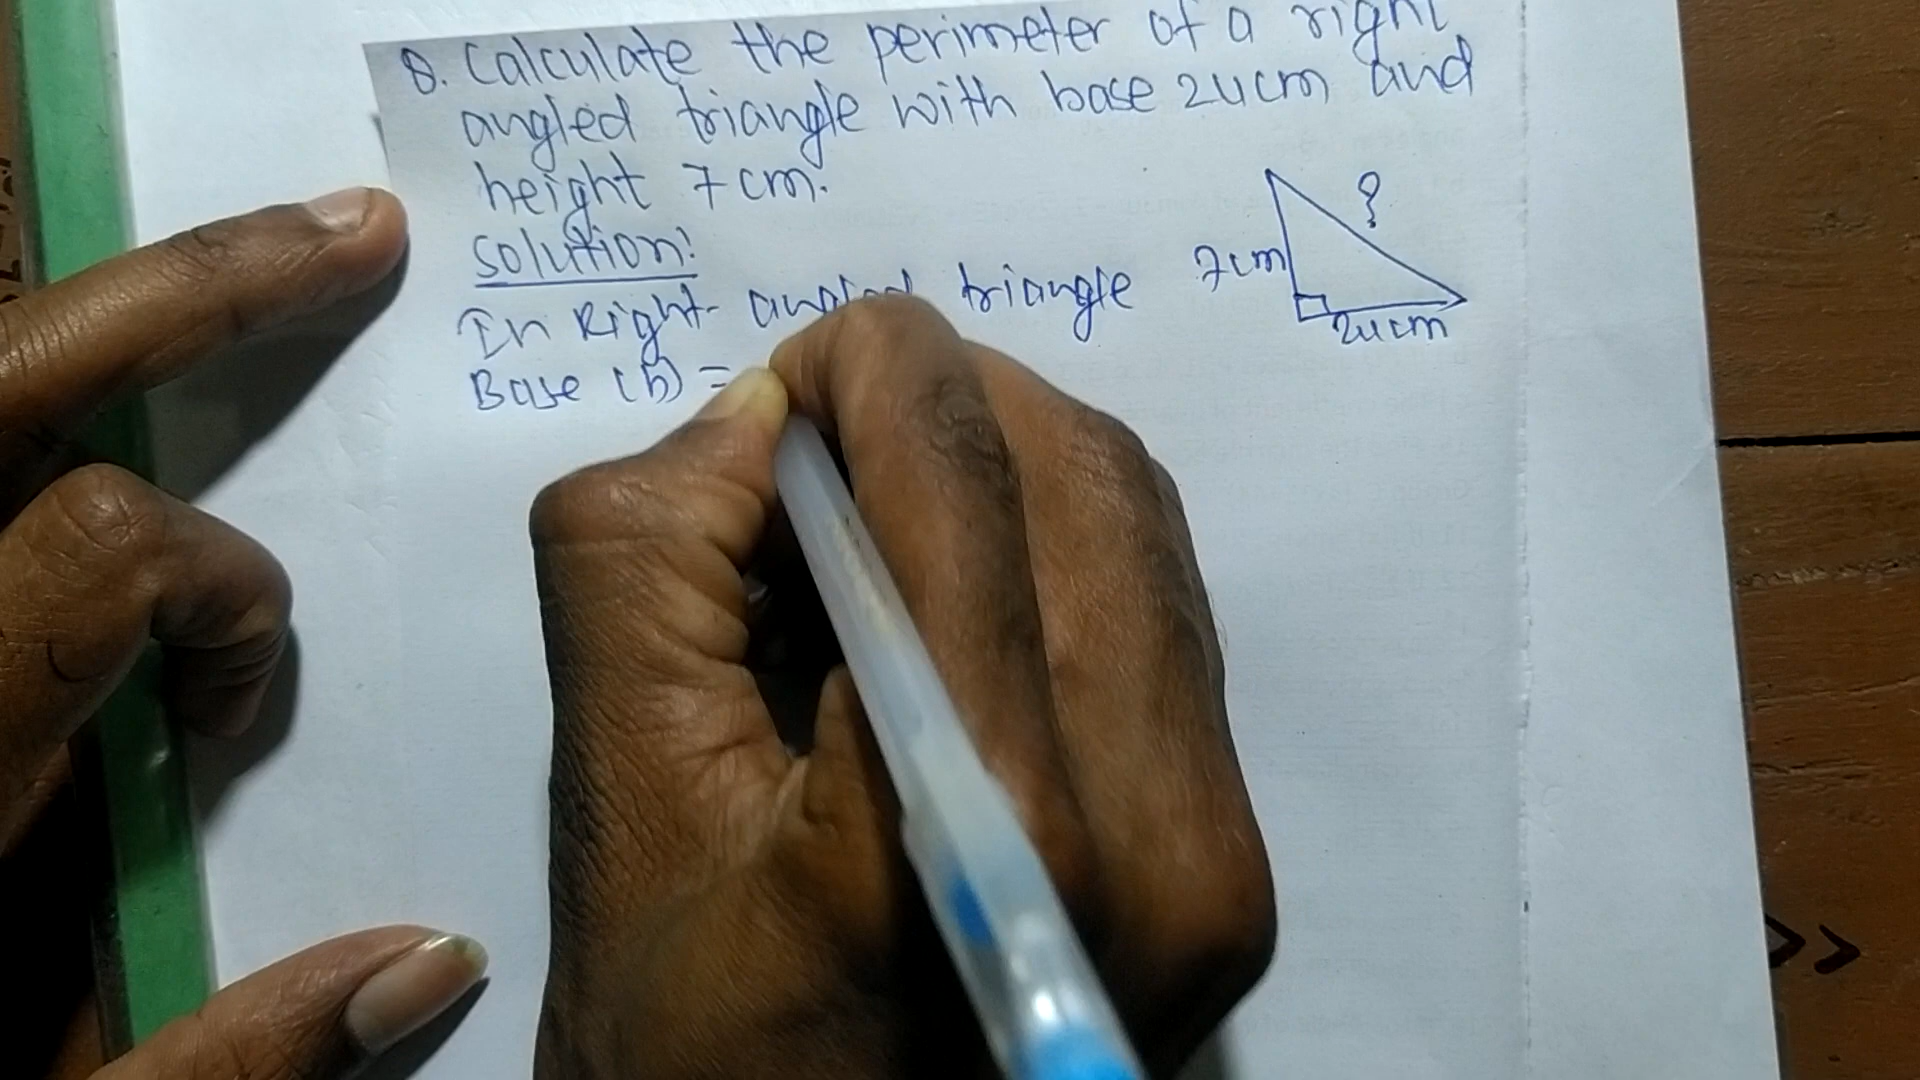 8. Calculate the perimeter of a right
angled triangle with base 24cm and
height 7cm.
Solution:
In Right-angled triangle
Base (b) =
7cm
?
24cm